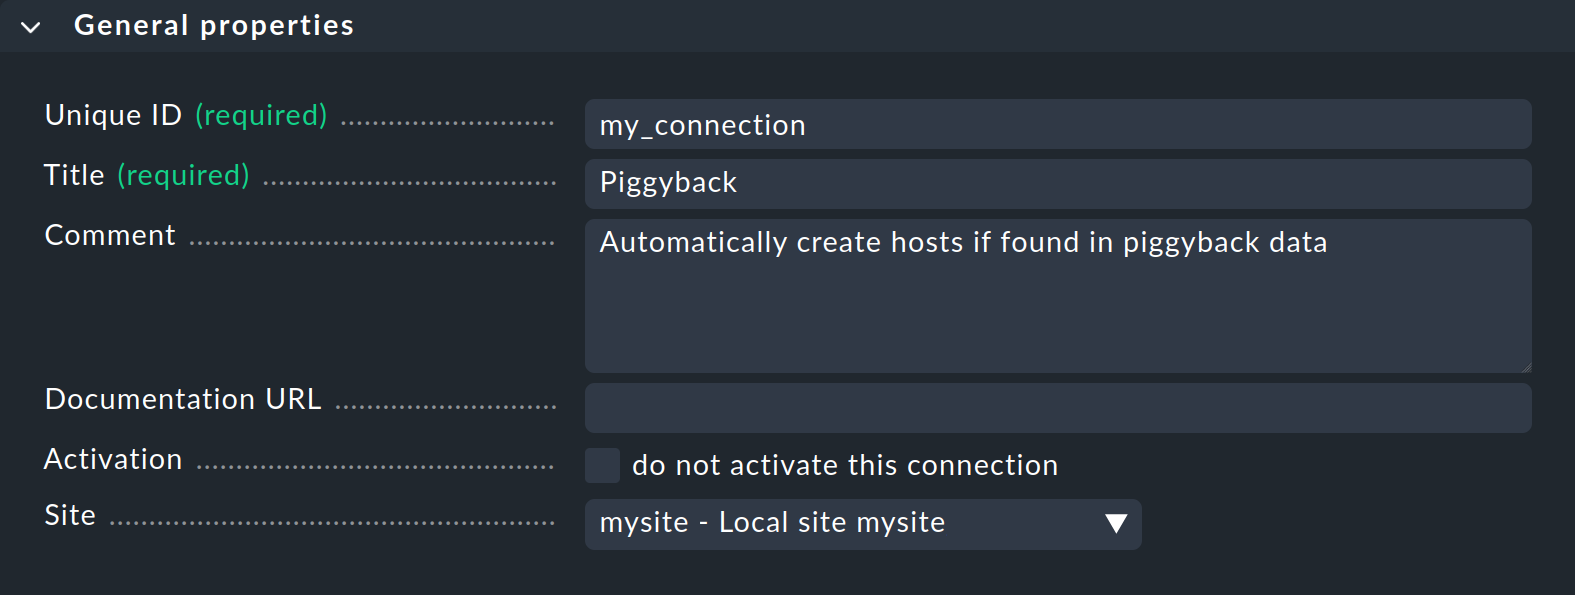 General properties
Unique ID (required) my_connection
Title (required) Piggyback
Comment Automatically create hosts if found in piggyback data
Documentation URL
Activation do not activate this connection
Site mysite - Local site mysite